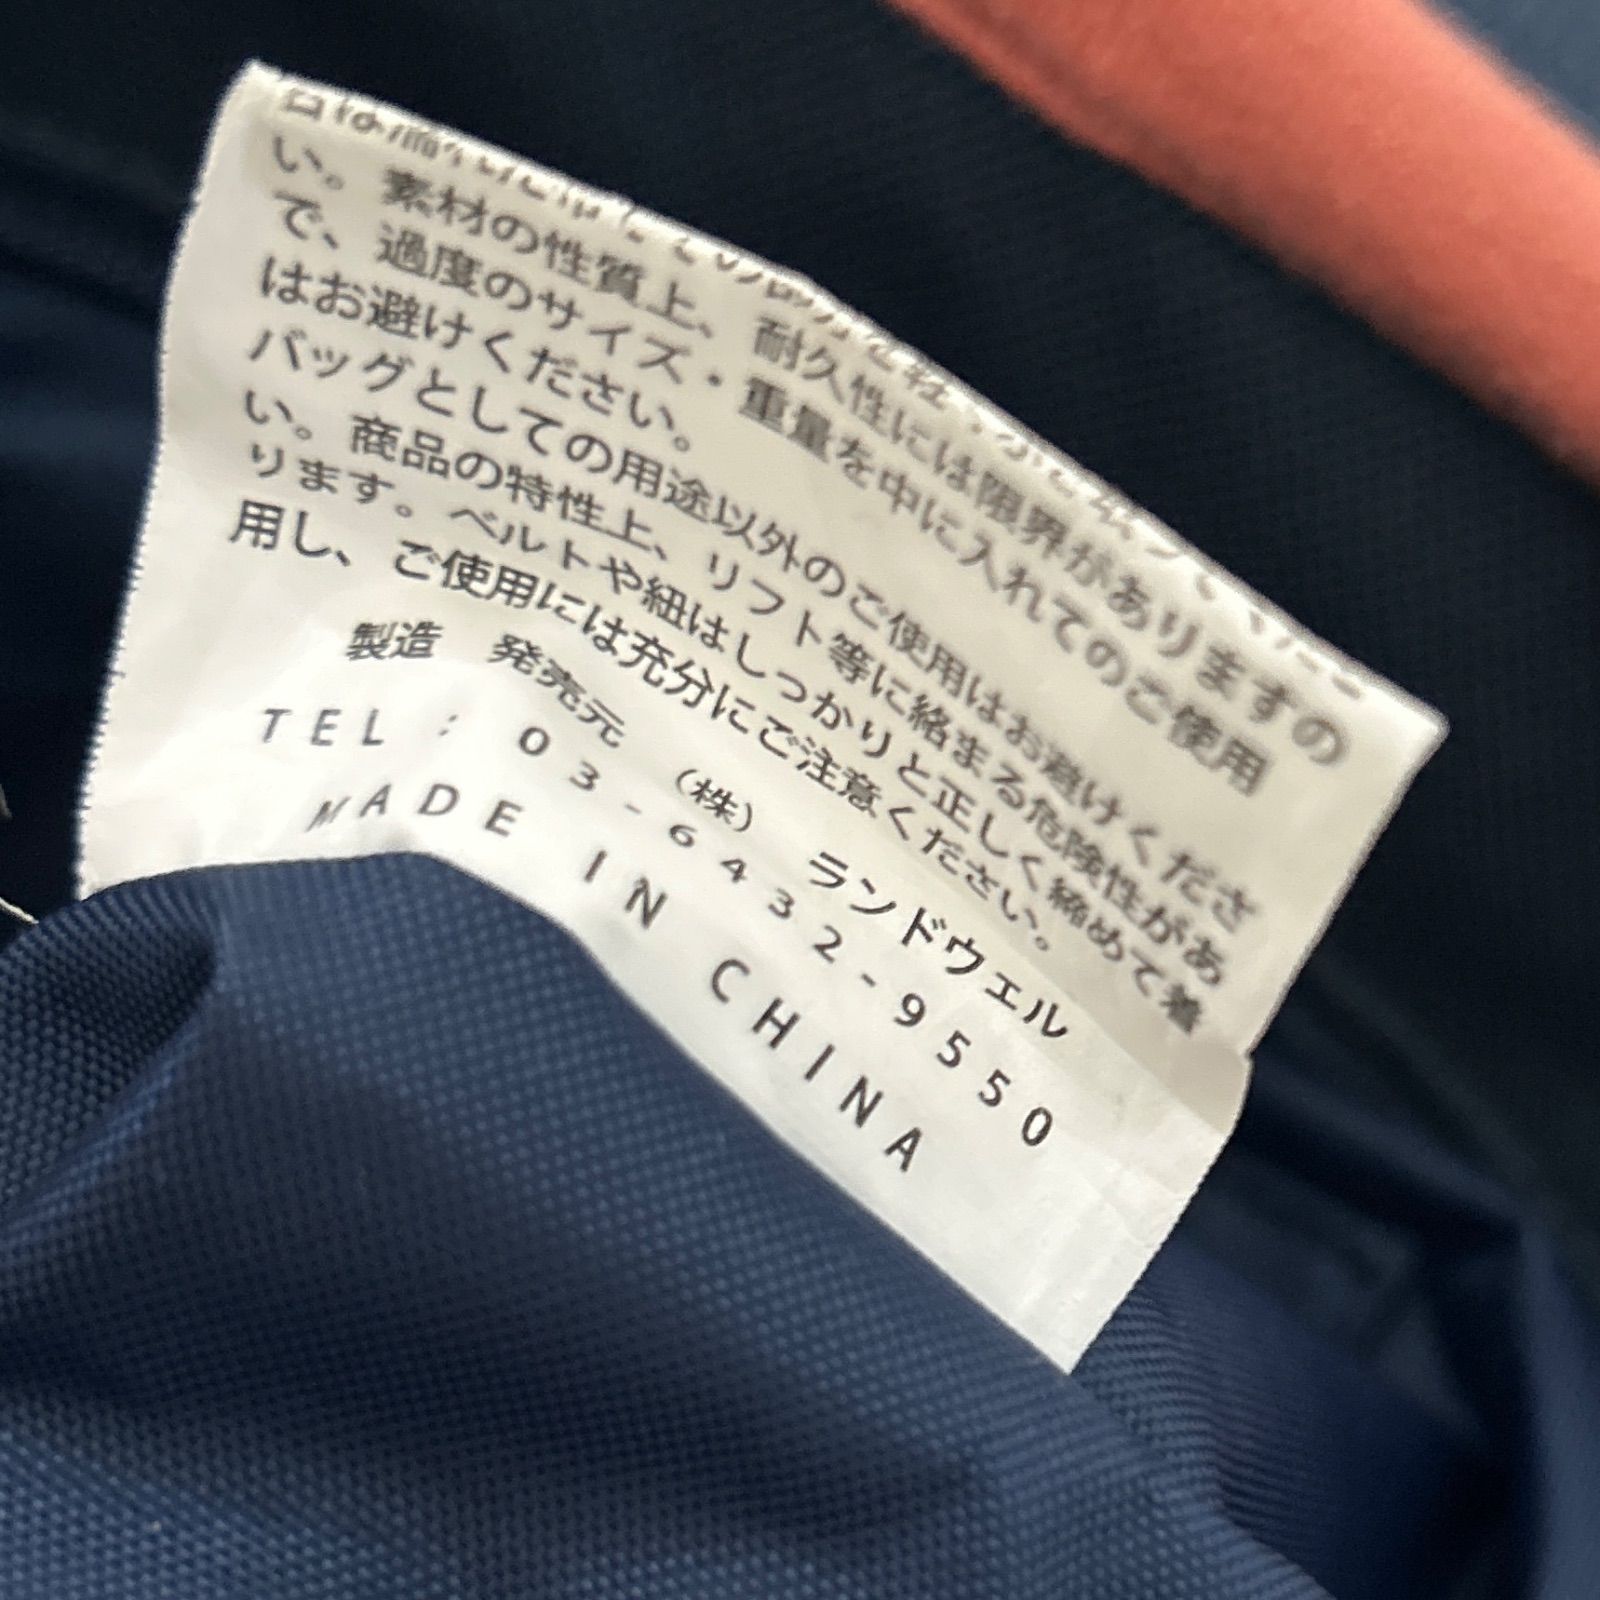 い。素材の性質上、耐久性には限界がありますの
で、過度のサイズ・重量を中に入れてのご使用
はお避けください。
バッグとしての用途以外のご使用はお避けくださ
い。商品の特性上、リフト等に絡まる危険性があ
ります。ベルトや紐はしっかりと正しく締めて着
用し、ご使用には充分にご注意ください。
製造 発売元 (株) ランドウェル
TEL : 03-6432-9550
MADE IN CHINA